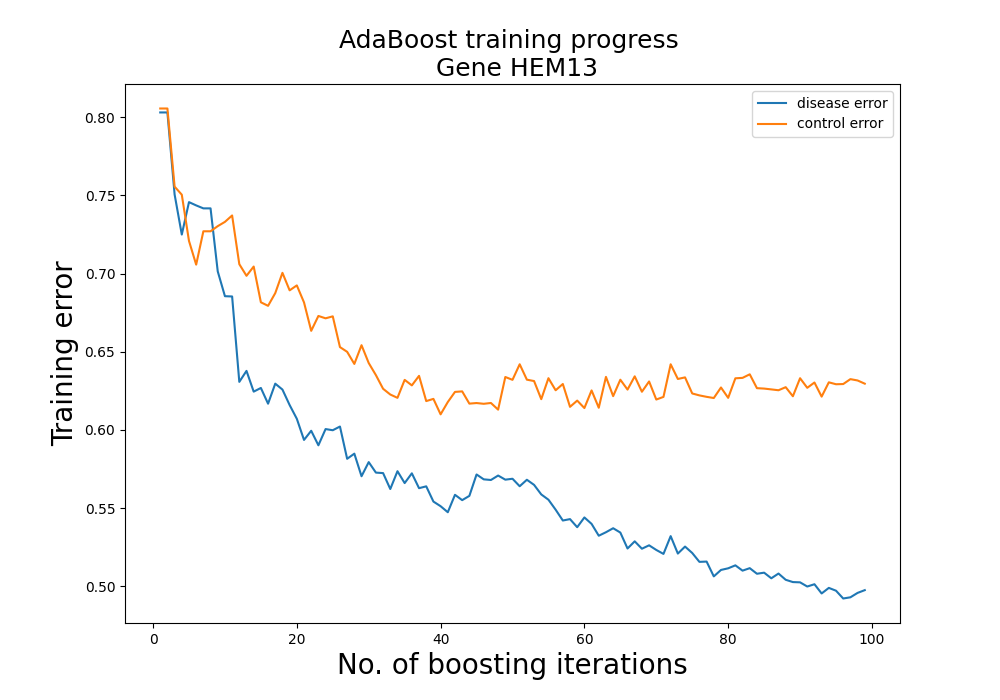 AdaBoost training progress
Gene HEM13
disease error
control error
Training error
0.80
0.75
0.70
0.65
0.60
0.55
0.50
0
20
40
60
80
100
No. of boosting iterations